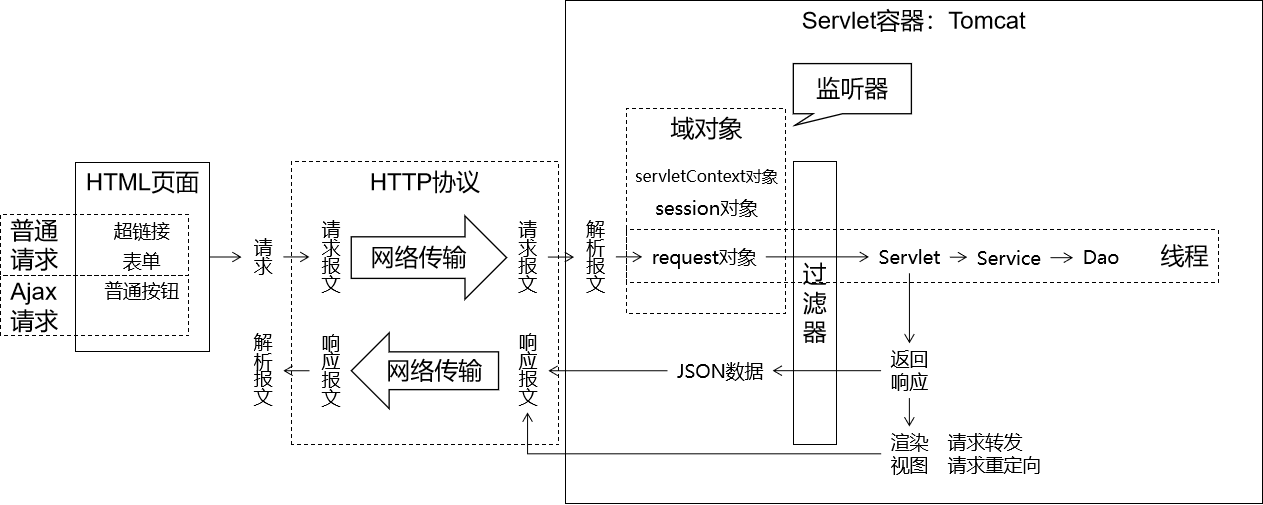 Servlet容器：Tomcat
监听器
域对象
servletContext对象
session对象
request对象
HTML页面
普通
请求
超链接
表单
Ajax
请求
普通按钮
请求
HTTP协议
请求报文
网络传输
请求报文
解析报文
过滤器
Servlet
Service
Dao
线程
返回
响应
JSON数据
响应报文
网络传输
响应报文
解析报文
渲染
视图
请求转发
请求重定向